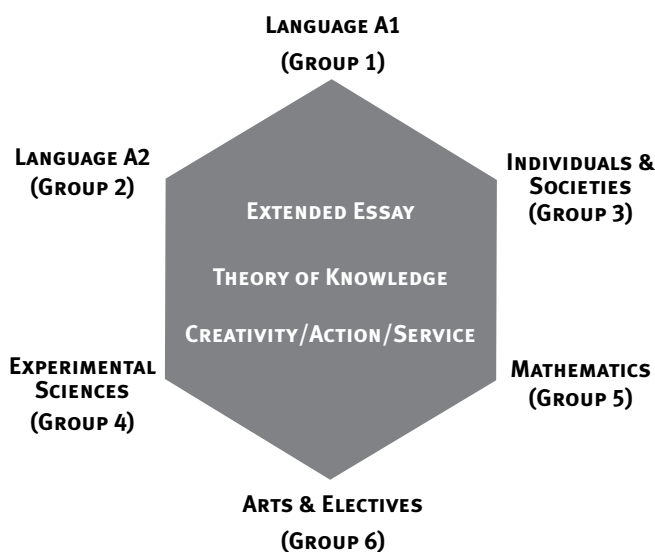 Language A1
(Group 1)
Language A2
(Group 2)
Individuals &
Societies
(Group 3)
Extended Essay
Theory of Knowledge
Creativity/Action/Service
Experimental
Sciences
(Group 4)
Mathematics
(Group 5)
Arts & Electives
(Group 6)